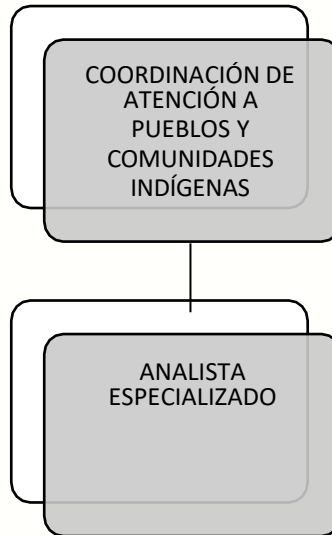 COORDINACIÓN DE
ATENCIÓN A
PUEBLOS Y
COMUNIDADES
INDÍGENAS
ANALISTA
ESPECIALIZADO